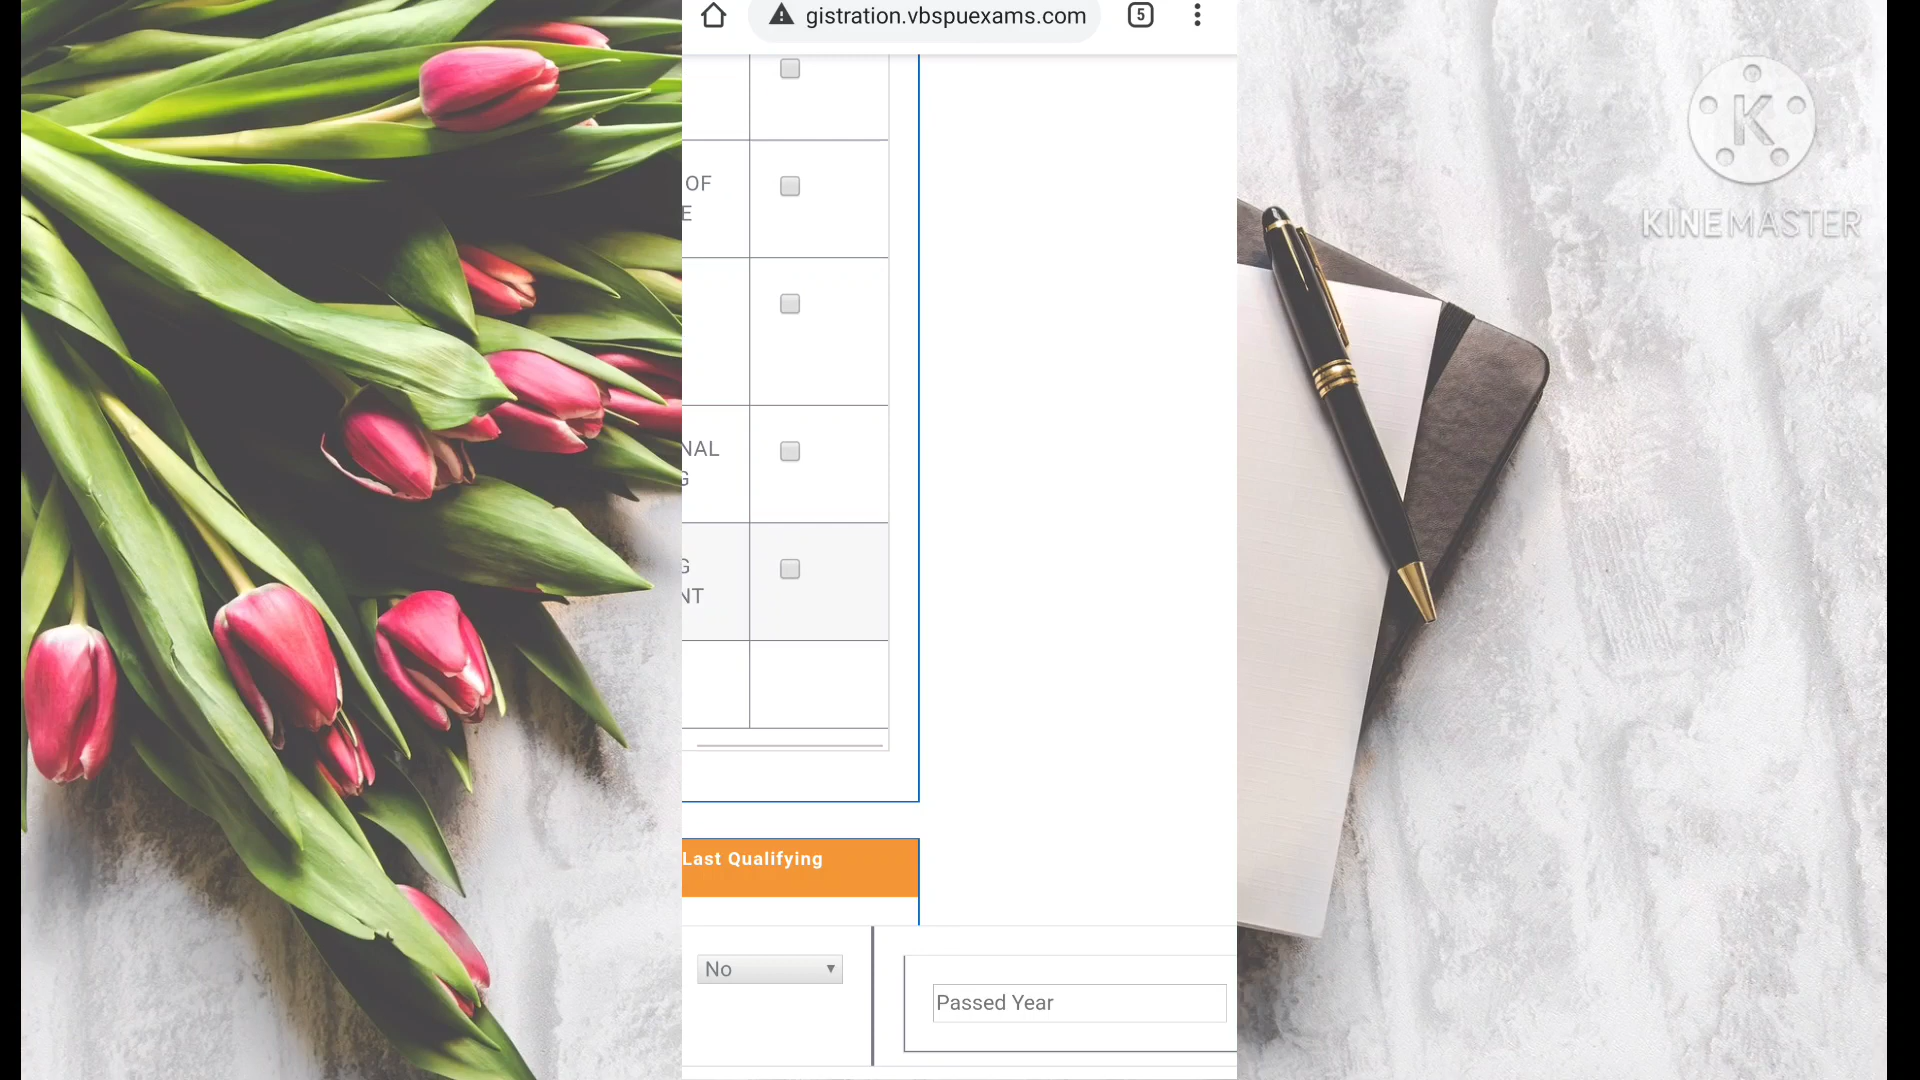 gistration.vbspuexams.com
5
OF
E
NAL
G
G
NT
Last Qualifying
No
Passed Year
K
KINEMASTER